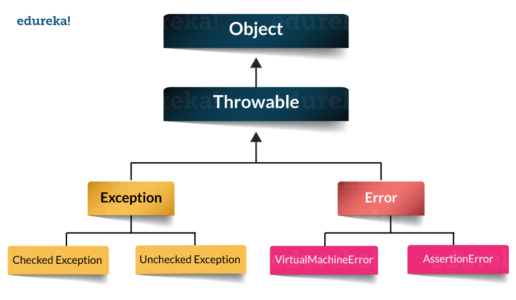 edureka!
Object
Throwable
Exception
Error
Checked Exception
Unchecked Exception
VirtualMachineError
AssertionError